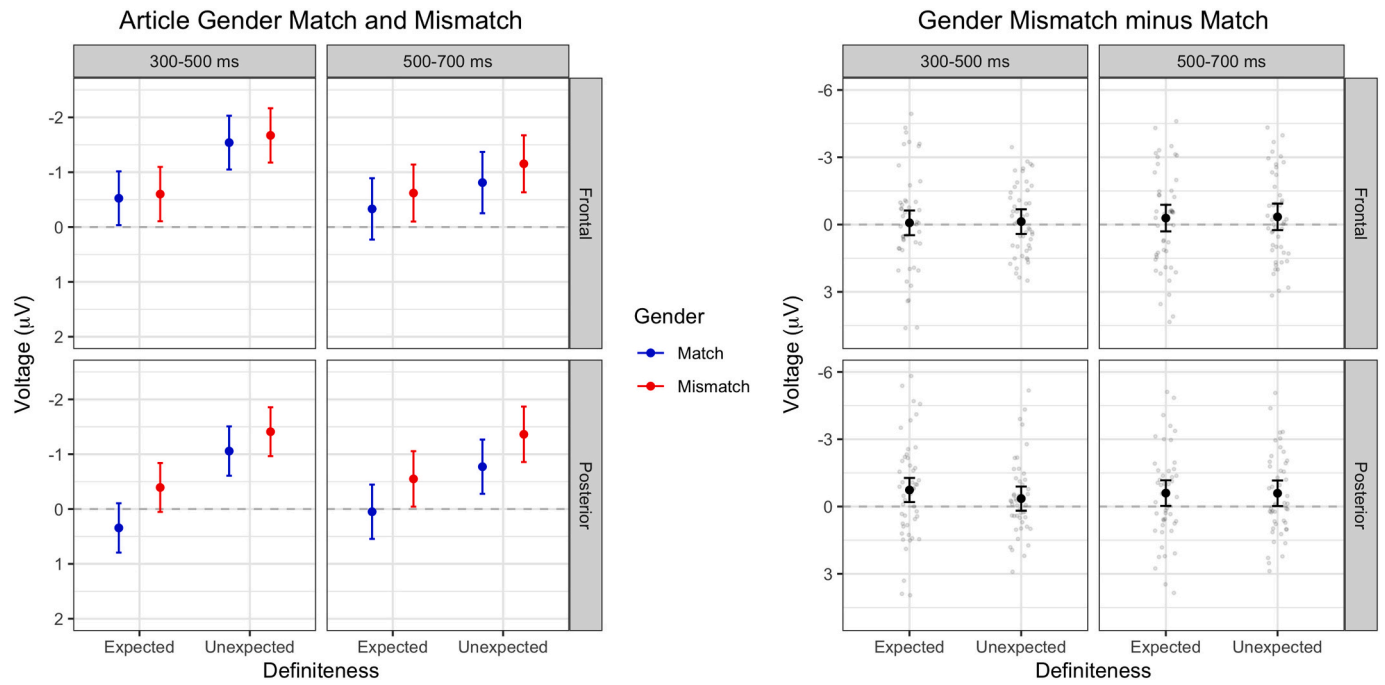 Article Gender Match and Mismatch
300-500 ms
500-700 ms
Voltage (μV)
-2
-1
0
1
2
Frontal
-2
-1
0
1
2
Posterior
Expected
Unexpected
Expected
Unexpected
Definiteness
Gender
Match
Mismatch
Gender Mismatch minus Match
300-500 ms
500-700 ms
Voltage (μV)
-6
-3
0
3
Frontal
-6
-3
0
3
Posterior
Expected
Unexpected
Expected
Unexpected
Definiteness